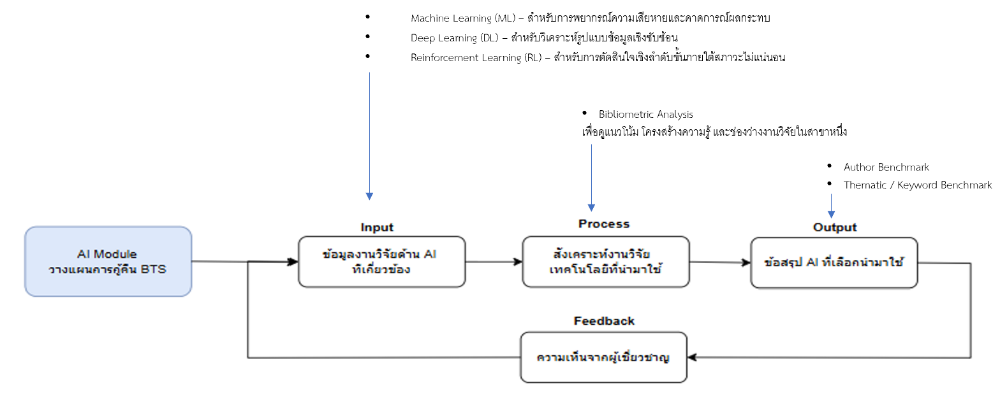 • Machine Learning (ML) – สำหรับการพยากรณ์ความเสียหายและคาดการณ์ผลกระทบ
• Deep Learning (DL) – สำหรับวิเคราะห์รูปแบบข้อมูลเชิงซับซ้อน
• Reinforcement Learning (RL) – สำหรับการตัดสินใจเชิงลำดับขั้นภายใต้สภาวะไม่แน่นอน
• Bibliometric Analysis
เพื่อดูแนวโน้ม โครงสร้างความรู้ และช่องว่างงานวิจัยในสาขาหนึ่ง
• Author Benchmark
• Thematic / Keyword Benchmark
AI Module
วางแผนการกู้คืน BTS
Input
ข้อมูลงานวิจัยด้าน AI
ที่เกี่ยวข้อง
Process
สังเคราะห์งานวิจัย
เทคโนโลยีที่นำมาใช้
Output
ข้อสรุป AI ที่เลือกนำมาใช้
Feedback
ความเห็นจากผู้เชี่ยวชาญ